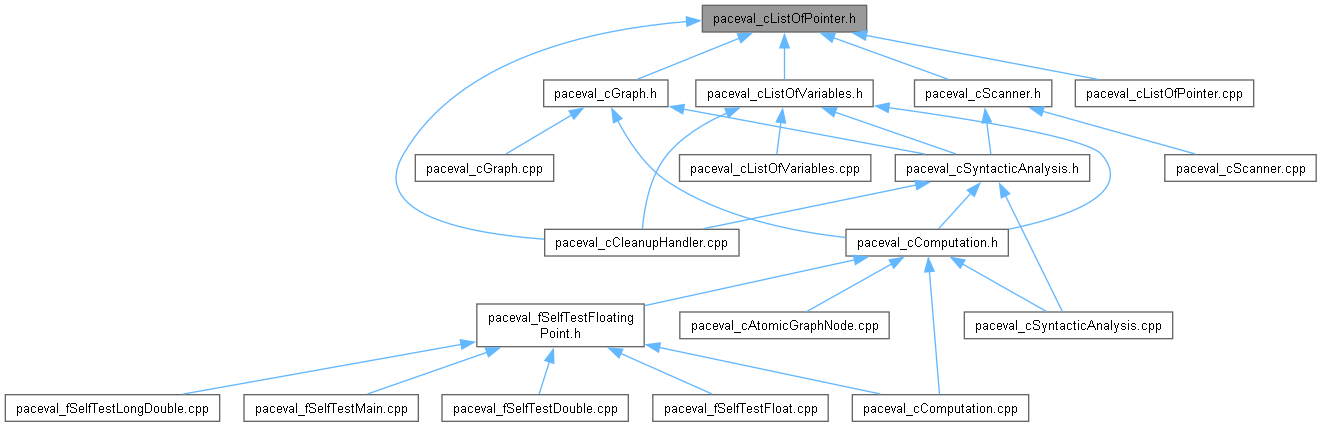 paceval_cListOfPointer.h
paceval_cGraph.h
paceval_cListOfVariables.h
paceval_cScanner.h
paceval_cListOfPointer.cpp
paceval_cGraph.cpp
paceval_cListOfVariables.cpp
paceval_cSyntacticAnalysis.h
paceval_cScanner.cpp
paceval_cCleanupHandler.cpp
paceval_cComputation.h
paceval_fSelfTestFloating
Point.h
paceval_cAtomicGraphNode.cpp
paceval_cSyntacticAnalysis.cpp
paceval_fSelfTestLongDouble.cpp
paceval_fSelfTestMain.cpp
paceval_fSelfTestDouble.cpp
paceval_fSelfTestFloat.cpp
paceval_cComputation.cpp